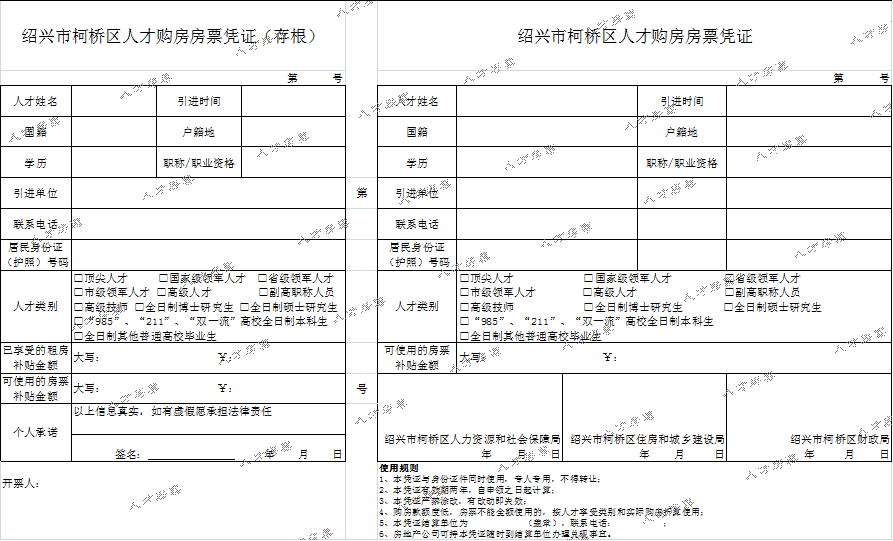 绍兴市柯桥区人才购房房票凭证（存根）
第 号
人才姓名 引进时间
国籍 户籍地
学历 职称/职业资格
引进单位
联系电话
居民身份证
（护照）号码
人才类别
□顶尖人才 □国家级领军人才 □省级领军人才
□市级领军人才 □高级人才 □副高职称人员
□高级技师 □全日制博士研究生 □全日制硕士研究生
□“985”、“211”、“双一流”高校全日制本科生
□全日制其他普通高校毕业生
已享受的租房
补贴金额
大写： ￥：
可使用的房票
补贴金额
大写： ￥：
个人承诺
以上信息真实，如有虚假愿承担法律责任
签名：
年 月 日
开票人：
第
号
绍兴市柯桥区人才购房房票凭证
第 号
人才姓名 引进时间
国籍 户籍地
学历 职称/职业资格
引进单位
联系电话
居民身份证
（护照）号码
人才类别
□顶尖人才 □国家级领军人才 □省级领军人才
□市级领军人才 □高级人才 □副高职称人员
□高级技师 □全日制博士研究生 □全日制硕士研究生
□“985”、“211”、“双一流”高校全日制本科生
□全日制其他普通高校毕业生
可使用的房票
补贴金额
大写： ￥：
绍兴市柯桥区人力资源和社会保障局
年 月 日
绍兴市柯桥区住房和城乡建设局
年 月 日
绍兴市柯桥区财政局
年 月 日
使用规则
1、本凭证与身份证件同时使用，专人专用，不得转让；
2、本凭证有效期两年，自申领之日起计算；
3、本凭证严禁涂改，有改动即失效；
4、购房款额度低，房票不能全额使用的，按人才享受类别和实际购房折算使用；
5、本凭证结算单位为 （盖章），联系电话： ；
6、房地产公司可持本凭证随时到结算单位办理兑现事宜。
人才房票